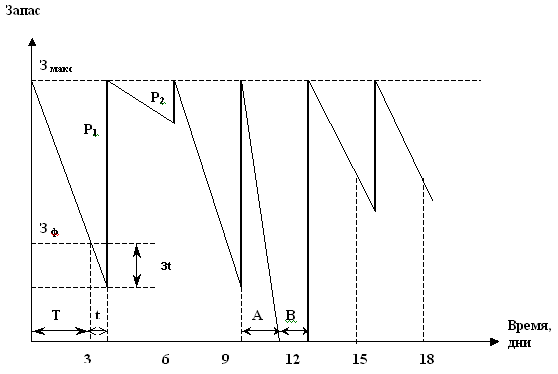 Запас
З макс
P2
P1
З ф
зt
T t A B
Время,
дни
3 6 9 12 15 18